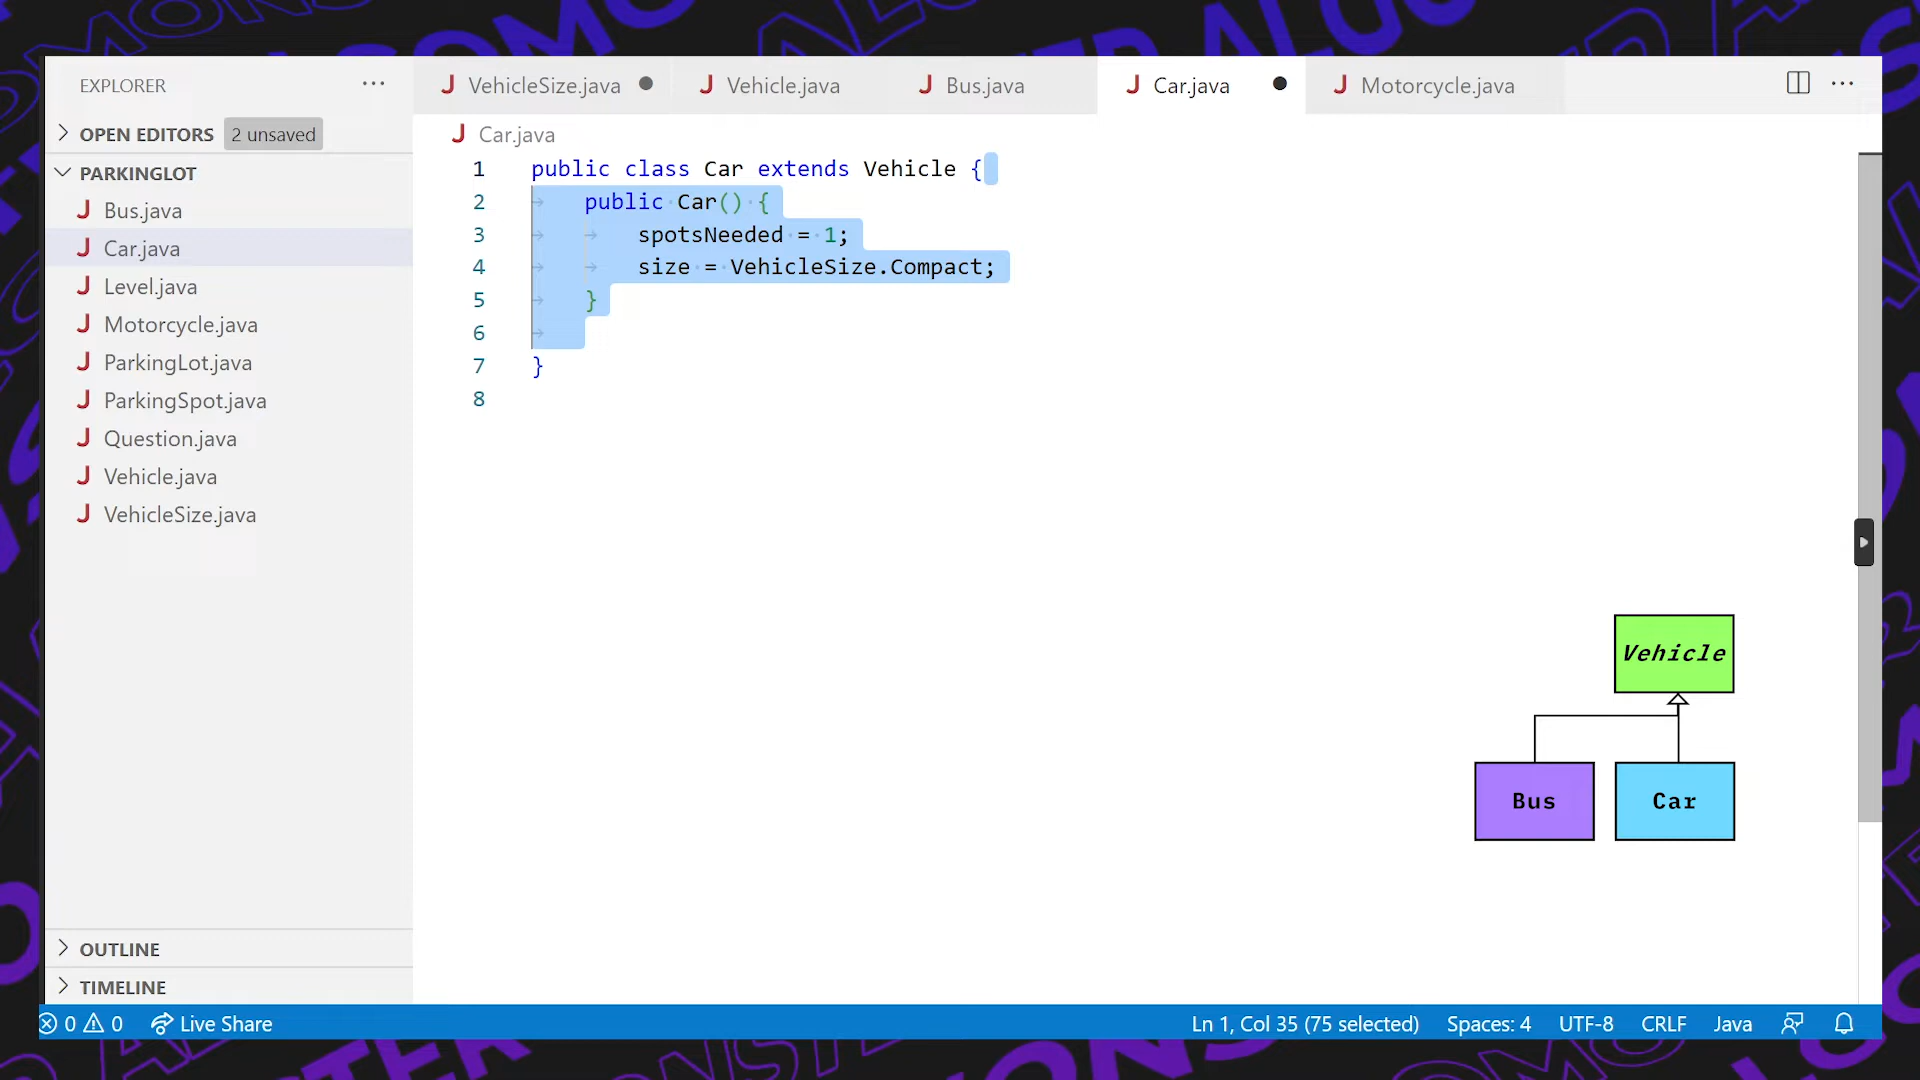 EXPLORER
VehicleSize.java
Vehicle.java
Bus.java
Car.java
Motorcycle.java
OPEN EDITORS 2 unsaved
PARKINGLOT
Bus.java
Car.java
Level.java
Motorcycle.java
ParkingLot.java
ParkingSpot.java
Question.java
Vehicle.java
VehicleSize.java
OUTLINE
TIMELINE
Car.java
1 public class Car extends Vehicle {
2 public Car() {
3 spotsNeeded = 1;
4 size = VehicleSize.Compact;
5 }
6
7 }
8
Vehicle
Bus
Car
0 0 Live Share
Ln 1, Col 35 (75 selected) Spaces: 4 UTF-8 CRLF Java